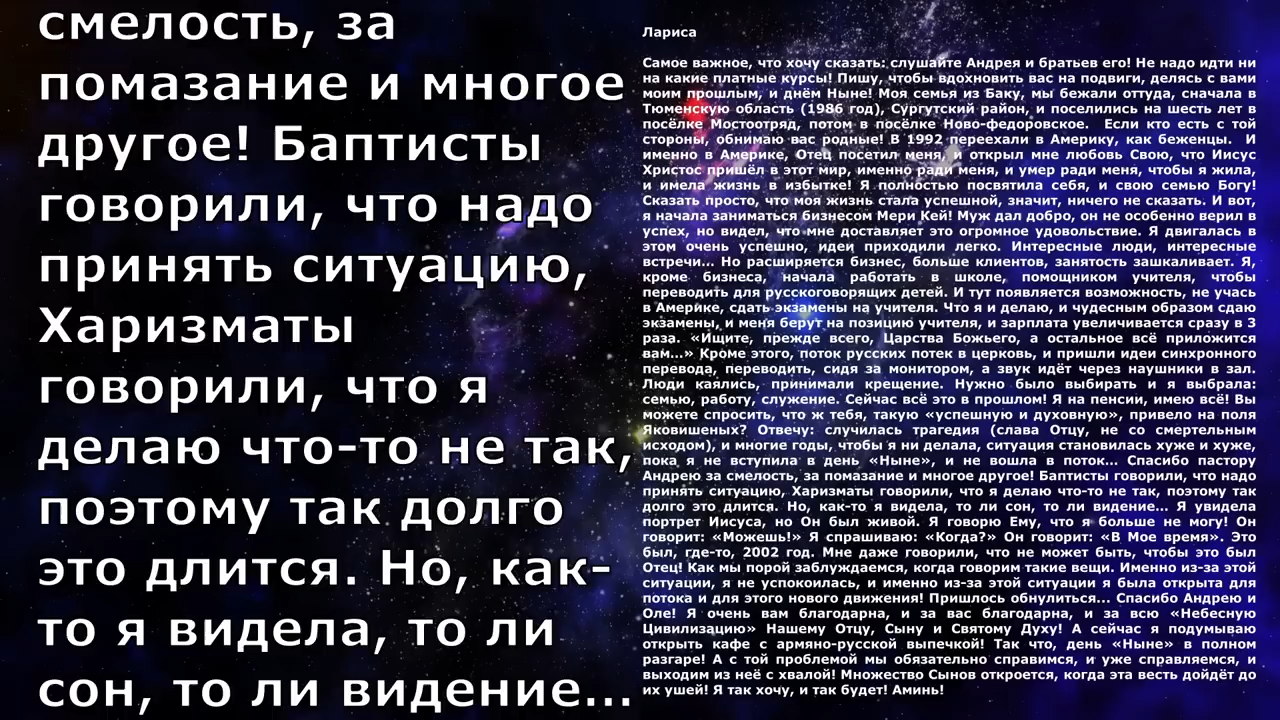 смелость, за
помазание и многое
другое! Баптисты
говорили, что надо
принять ситуацию,
Харизматы
говорили, что я
делаю что-то не так,
поэтому так долго
это длится. Но, как-
то я видела, то ли
сон, то ли видение...
Лариса
Самое важное, что хочу сказать: слушайте Андрея и братьев его! Не надо идти ни
на какие платные курсы! Пишу, чтобы вдохновить вас на подвиги, делясь с вами
моим прошлым, и днём Ныне! Моя семья из Баку, мы бежали оттуда, сначала в
Тюменскую область (1986 год), Сургутский район, и поселились на шесть лет в
посёлке Мостоотряд, потом в посёлке Ново-федоровское. Если кто есть с той
стороны, обнимаю вас родные! В 1992 переехали в Америку, как беженцы. И
именно в Америке, Отец посетил меня, и открыл мне любовь Свою, что Иисус
Христос пришёл в этот мир, именно ради меня, и умер ради меня, чтобы я жила,
и имела жизнь в избытке! Я полностью посвятила себя, и свою семью Богу!
Сказать просто, что моя жизнь стала успешной, значит, ничего не сказать. И вот,
я начала заниматься бизнесом Мери Кей! Муж дал добро, он не особенно верил в
успех, но видел, что мне доставляет это огромное удовольствие. Я двигалась в
этом очень успешно, идеи приходили легко. Интересные люди, интересные
встречи... Но расширяется бизнес, больше клиентов, занятость зашкаливает. Я,
кроме бизнеса, начала работать в школе, помощником учителя, чтобы
переводить для русскоговорящих детей. И тут появляется возможность, не учась
в Америке, сдать экзамены на учителя. Что я и делаю, и чудесным образом сдаю
экзамены, и меня берут на позицию учителя, и зарплата увеличивается сразу в 3
раза. «Ищите, прежде всего, Царства Божьего, а остальное всё приложится
вам...» Кроме этого, поток русских потек в церковь, и пришли идеи синхронного
перевода, переводить, сидя за монитором, а звук идёт через наушники в зал.
Люди каялись, принимали крещение. Нужно было выбирать и я выбрала:
семью, работу, служение. Сейчас всё это в прошлом! Я на пенсии, имею всё! Вы
можете спросить, что ж тебя, такую «успешную и духовную», привело на поля
Яковишеных? Отвечу: случилась трагедия (слава Отцу, не со смертельным
исходом), и многие годы, чтобы я ни делала, ситуация становилась хуже и хуже,
пока я не вступила в день «Ныне», и не вошла в поток... Спасибо пастору
Андрею за смелость, за помазание и многое другое! Баптисты говорили, что надо
принять ситуацию, Харизматы говорили, что я делаю что-то не так, поэтому так
долго это длится. Но, как-то я видела, то ли сон, то ли видение... Я увидела
портрет Иисуса, но Он был живой. Я говорю Ему, что я больше не могу! Он
говорит: «Можешь!» Я спрашиваю: «Когда?» Он говорит: «В Мое время». Это
был, где-то, 2002 год. Мне даже говорили, что не может быть, чтобы это был
Отец! Как мы порой заблуждаемся, когда говорим такие вещи. Именно из-за этой
ситуации, я не успокоилась, и именно из-за этой ситуации я была открыта для
потока и для этого нового движения! Пришлось обнулиться... Спасибо Андрею и
Оле! Я очень вам благодарна, и за вас благодарна, и за всю «Небесную
Цивилизацию» Нашему Отцу, Сыну и Святому Духу! А сейчас я подумываю
открыть кафе с армяно-русской выпечкой! Так что, день «Ныне» в полном
разгаре! А с той проблемой мы обязательно справимся, и уже справляемся, и
выходим из неё с хвалой! Множество Сынов откроется, когда эта весть дойдёт до
их ушей! Я так хочу, и так будет! Аминь!